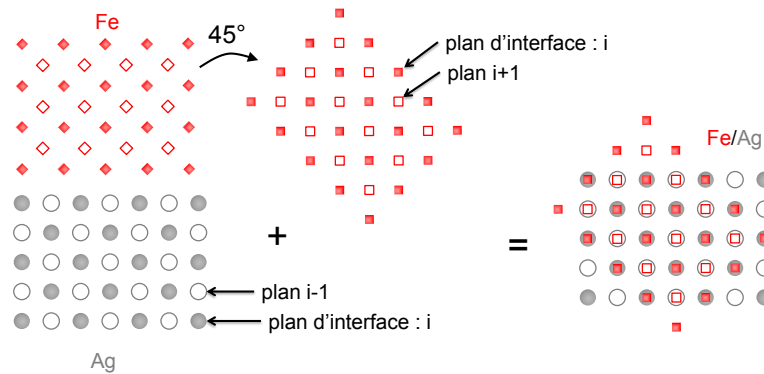 Fe
45°
plan d'interface : i
plan i+1
Fe/Ag
+
=
plan i-1
plan d'interface : i
Ag